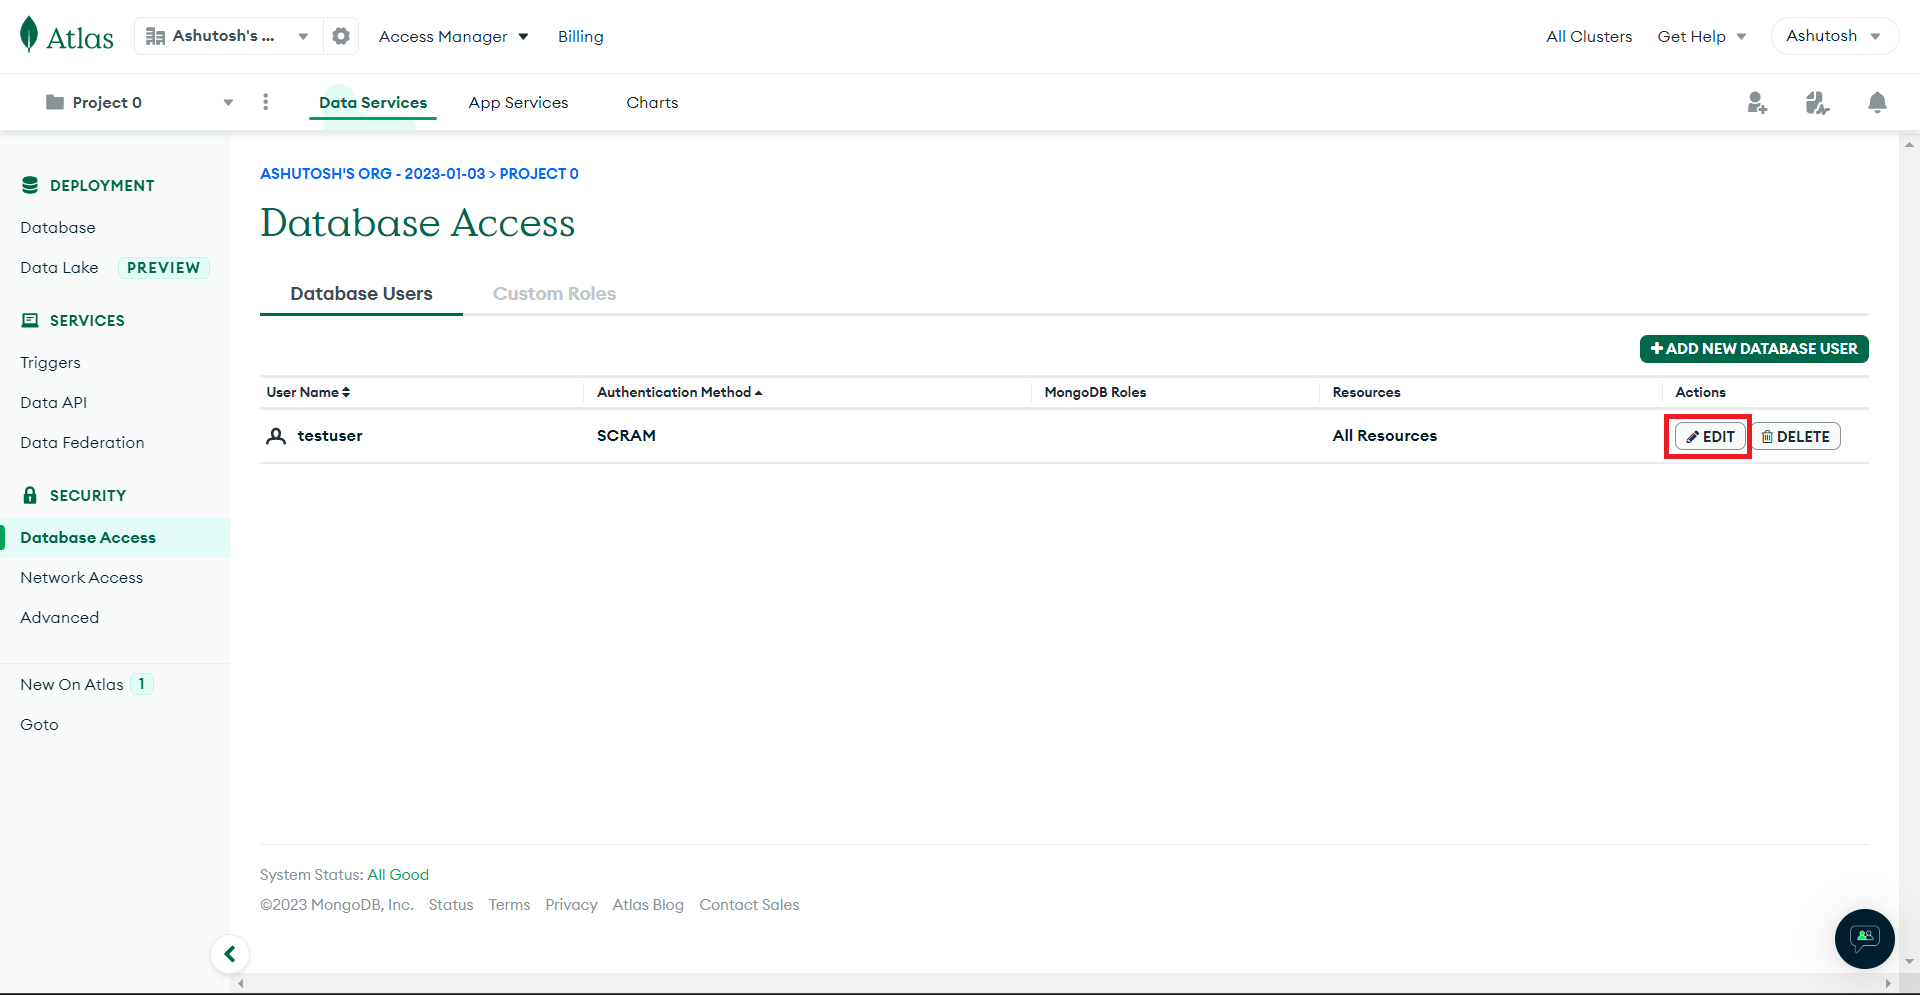 Atlas
Ashutosh's ...
Access Manager
Billing
All Clusters
Get Help
Ashutosh
Project 0
Data Services
App Services
Charts
DEPLOYMENT
Database
Data Lake PREVIEW
SERVICES
Triggers
Data API
Data Federation
SECURITY
Database Access
Network Access
Advanced
New On Atlas 1
Goto
ASHUTOSH'S ORG - 2023-01-03 > PROJECT 0
Database Access
Database Users
Custom Roles
+ ADD NEW DATABASE USER
User Name
Authentication Method
MongoDB Roles
Resources
Actions
testuser
SCRAM
All Resources
EDIT
DELETE
System Status: All Good
©2023 MongoDB, Inc. Status Terms Privacy Atlas Blog Contact Sales